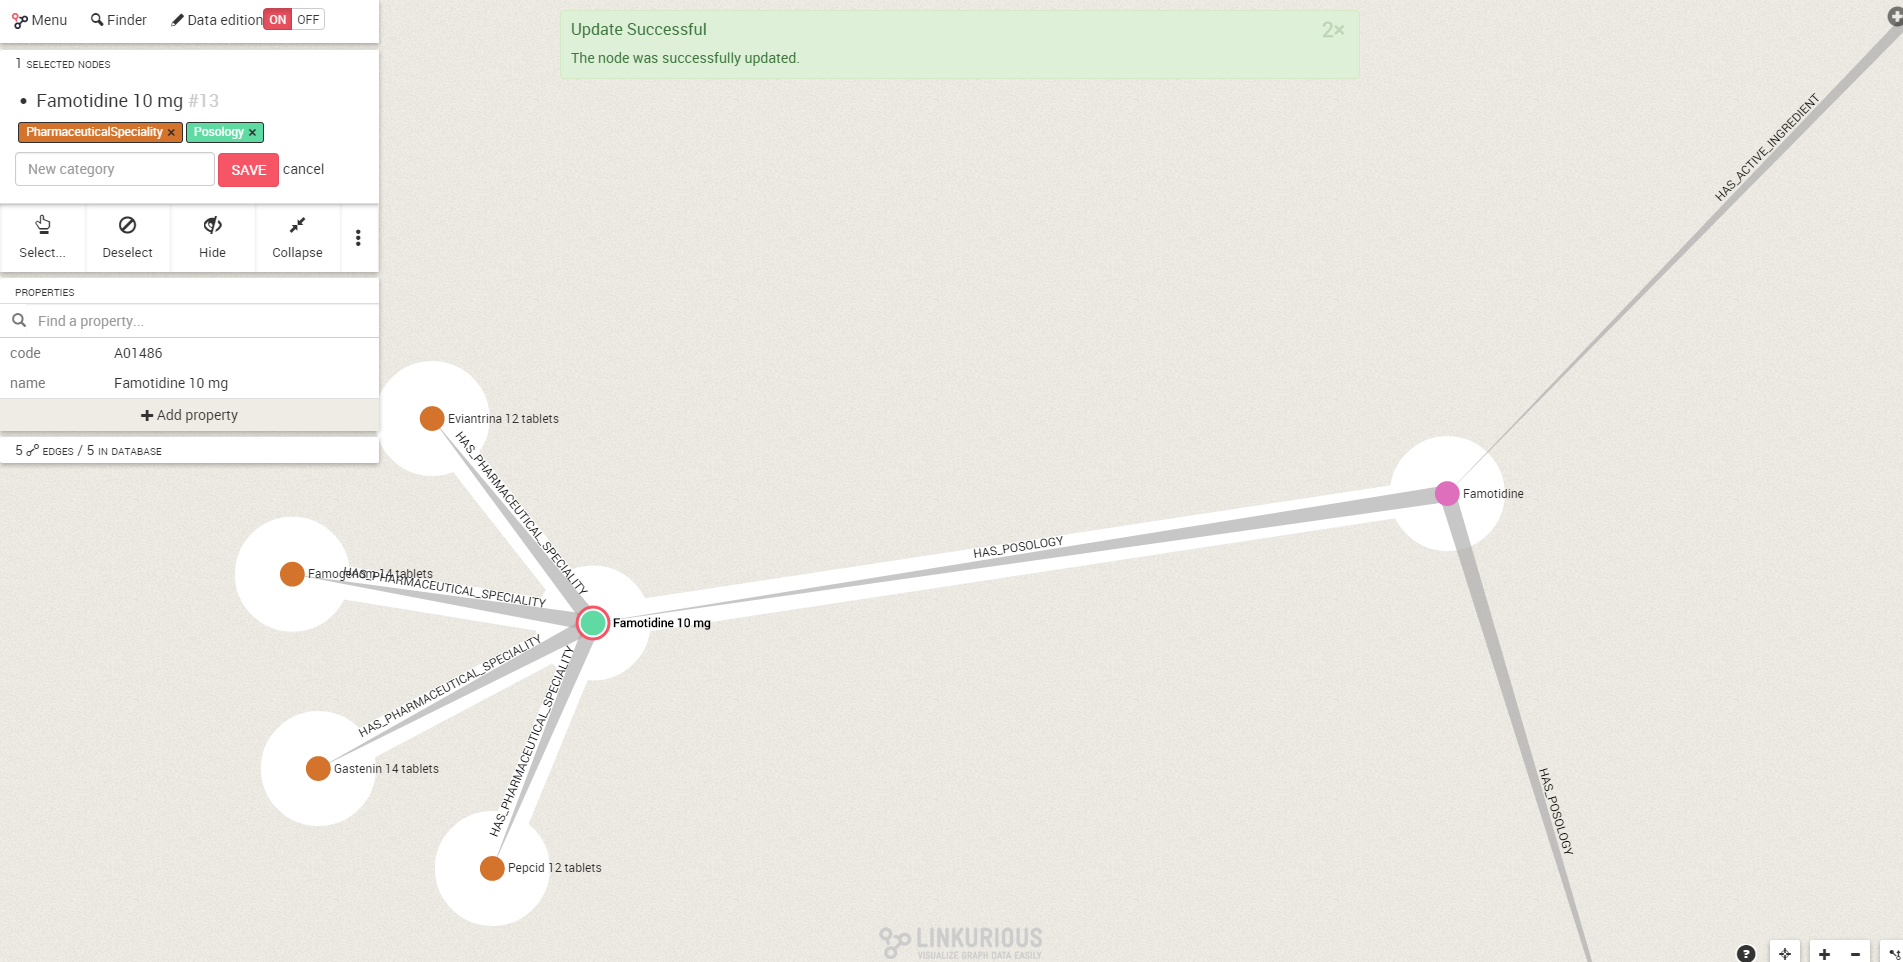 Menu Finder Data edition ON OFF
1 SELECTED NODES
• Famotidine 10 mg #13
PharmaceuticalSpeciality × Posology ×
New category SAVE cancel
Select... Deselect Hide Collapse
PROPERTIES
Find a property...
code A01486
name Famotidine 10 mg
Add property
5 EDGES / 5 IN DATABASE
Update Successful 2×
The node was successfully updated.
HAS_ACTIVE_INGREDIENT
Eviantrina 12 tablets
HAS_PHARMACEUTICAL_SPECIALITY
Famotidine
HAS_POSOLOGY
Famogenom 14 tablets
HAS_PHARMACEUTICAL_SPECIALITY
Famotidine 10 mg
HAS_PHARMACEUTICAL_SPECIALITY
HAS_PHARMACEUTICAL_SPECIALITY
Gastenin 14 tablets
HAS_POSOLOGY
Pepcid 12 tablets
LINKURIOUS
VISUALIZE GRAPH DATA EASILY
?